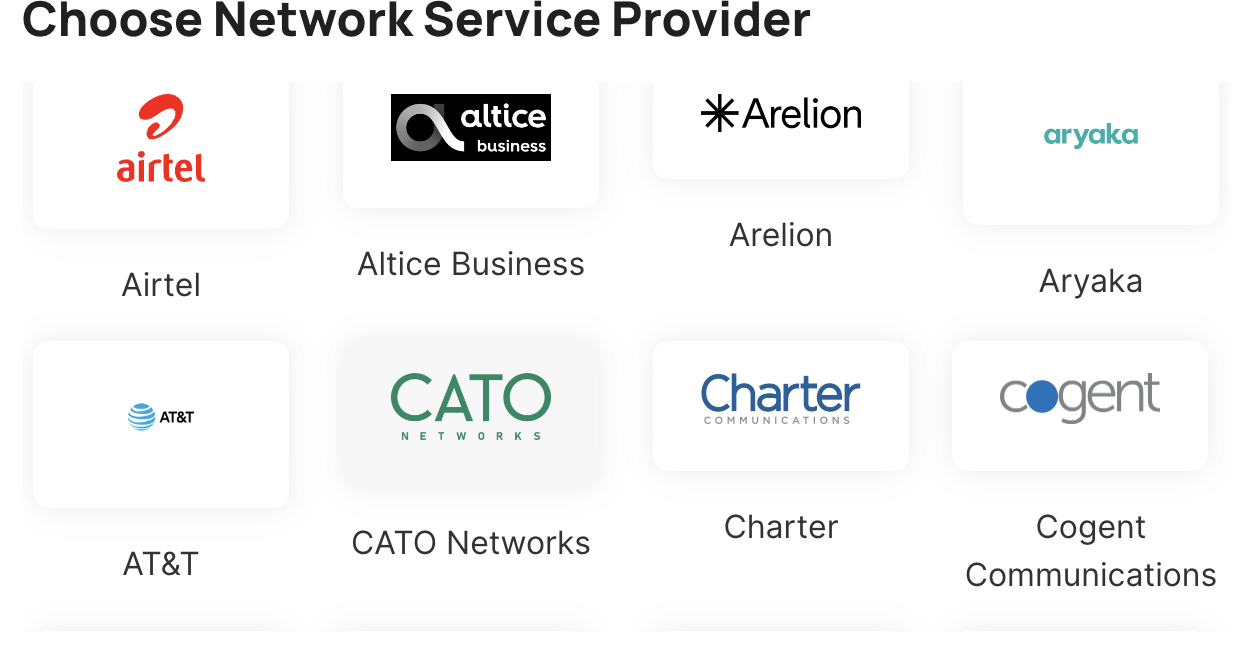 Choose Network Service Provider
airtel
altice
business
Arelion
aryaka
Airtel
Altice Business
Arelion
Aryaka
AT&T
CATO
NETWORKS
Charter
COMMUNICATIONS
cogent
AT&T
CATO Networks
Charter
Cogent
Communications